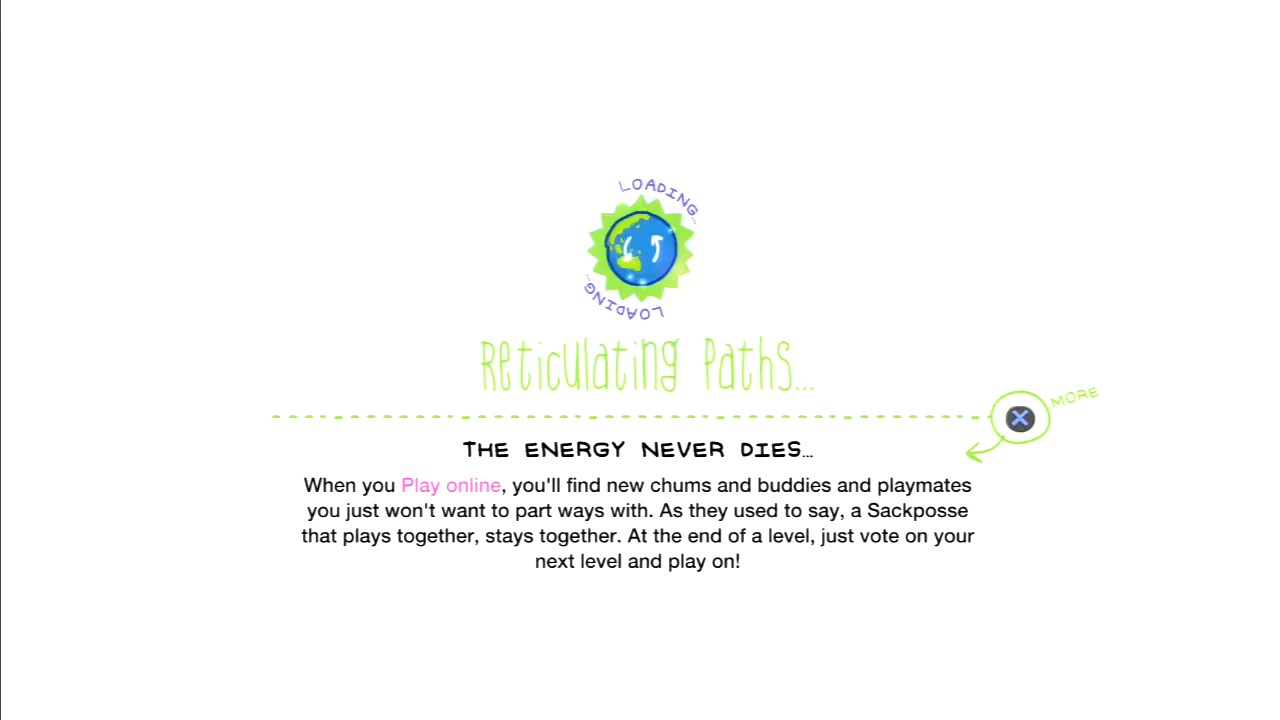 LOADING...
LOADING...
Reticulating Paths...
MORE
THE ENERGY NEVER DIES...
When you Play online, you'll find new chums and buddies and playmates
you just won't want to part ways with. As they used to say, a Sackposse
that plays together, stays together. At the end of a level, just vote on your
next level and play on!